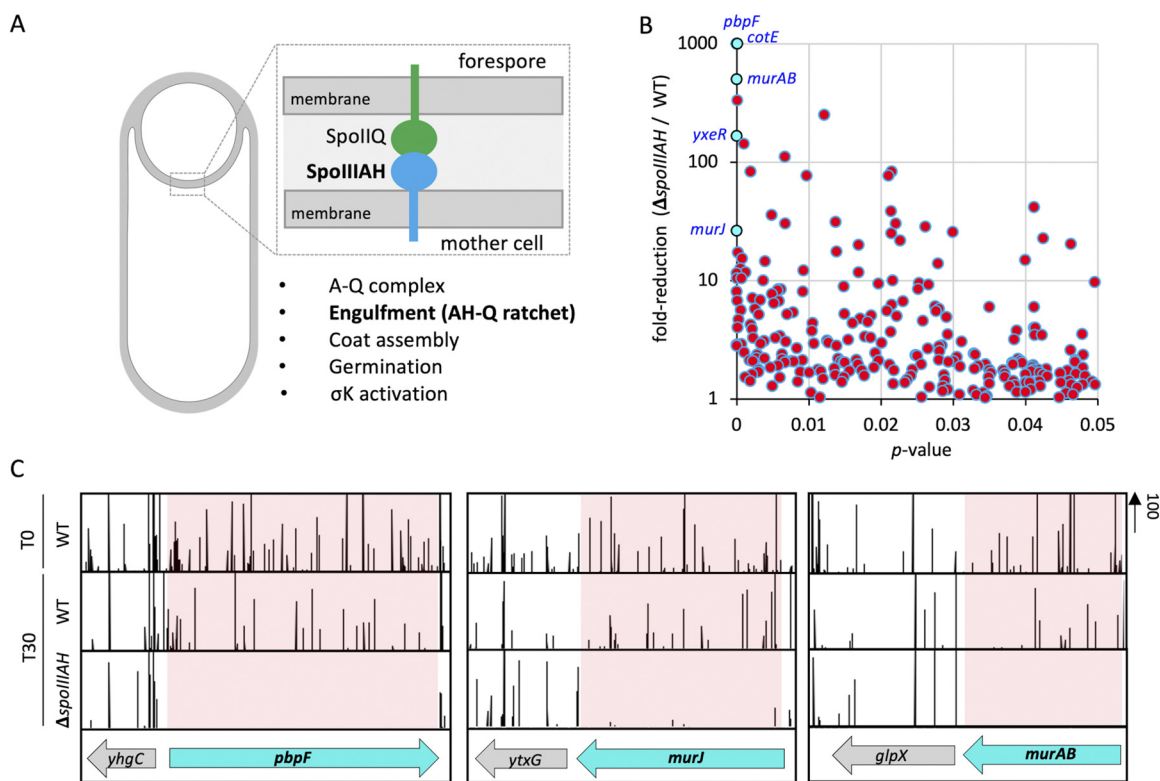 A
forespore
membrane
SpoIIQ
SpoIIIAH
membrane
mother cell
• A-Q complex
• Engulfment (AH-Q ratchet)
• Coat assembly
• Germination
• σK activation
B
pbpF
cotE
murAB
yxeR
murJ
fold-reduction (ΔspoIIIAH / WT)
1000
100
10
1
0 0.01 0.02 0.03 0.04 0.05
p-value
C
T0
WT
T30
WT
ΔspoIIIAH
100
yhgC pbpF ytxG murJ glpX murAB